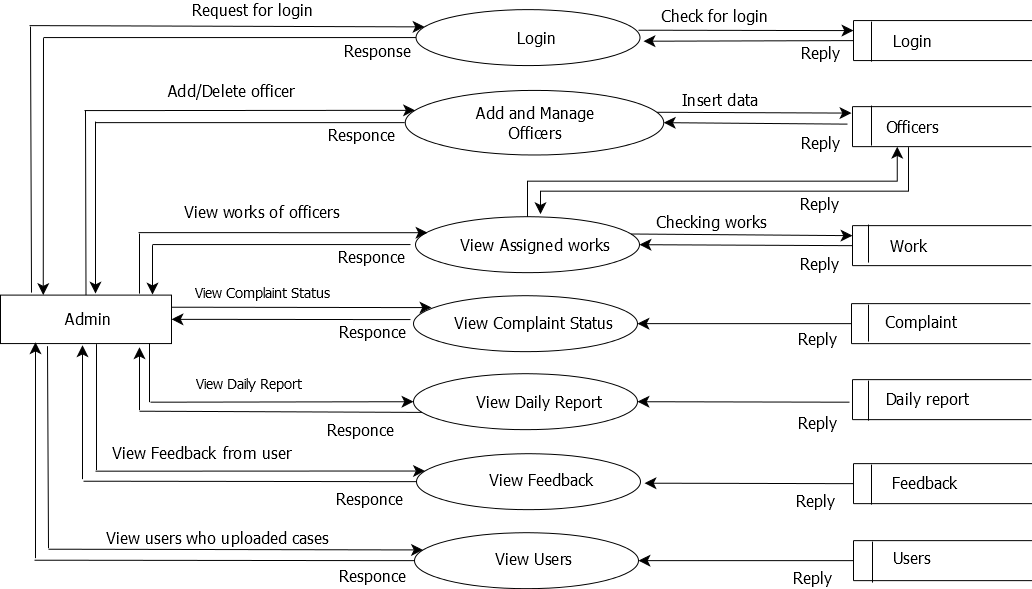 Request for login
Check for login
Login
Login
Response
Reply
Add/Delete officer
Insert data
Add and Manage
Officers
Officers
Responce
Reply
View works of officers
Reply
Checking works
View Assigned works
Work
Responce
Reply
View Complaint Status
Admin
View Complaint Status
Complaint
Responce
Reply
View Daily Report
View Daily Report
Daily report
Responce
Reply
View Feedback from user
View Feedback
Feedback
Responce
Reply
View users who uploaded cases
View Users
Users
Responce
Reply